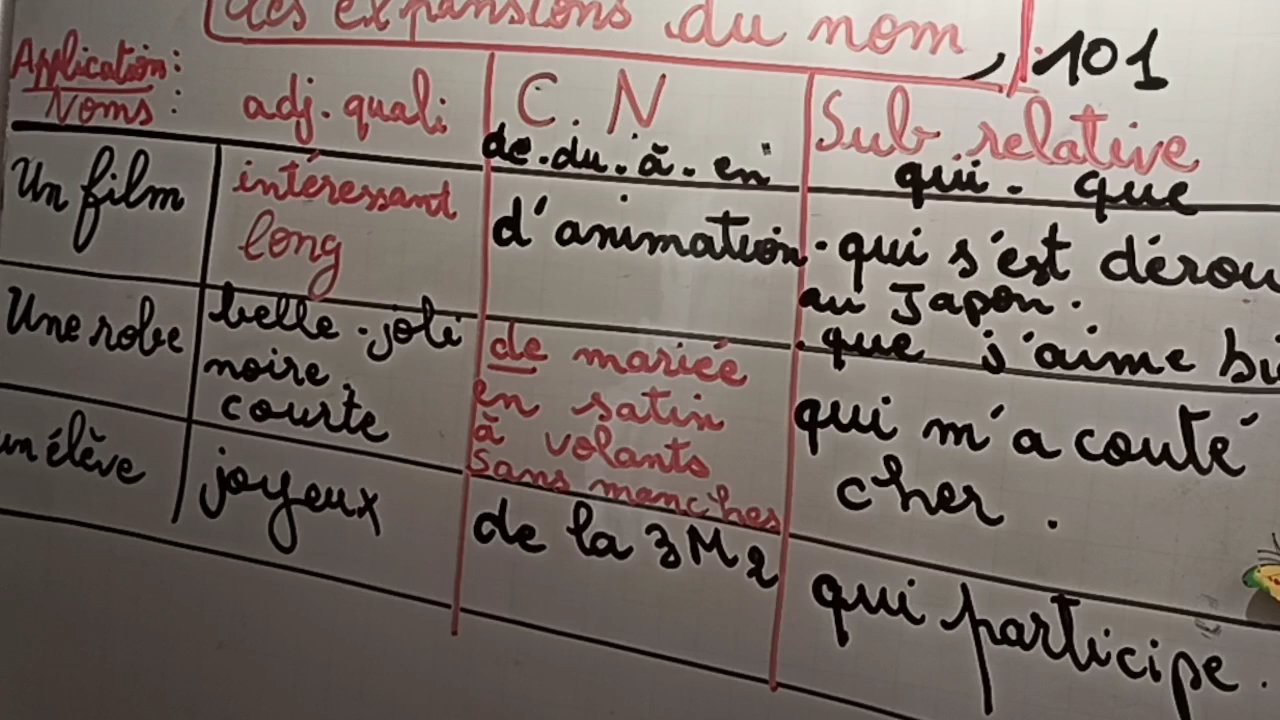 des expansions du nom
101
Application:
Noms: adj. quali C. N Sub relative
de. du. à. en qui. que
Un film intéressant d'animation. qui s'est dérou
long au Japon.
Une robe belle. joli de mariée . que j'aime bi
noire. en satin qui m'a couté
courte à volants cher.
sans manches
un élève joyeux de la 3M2 qui participe.